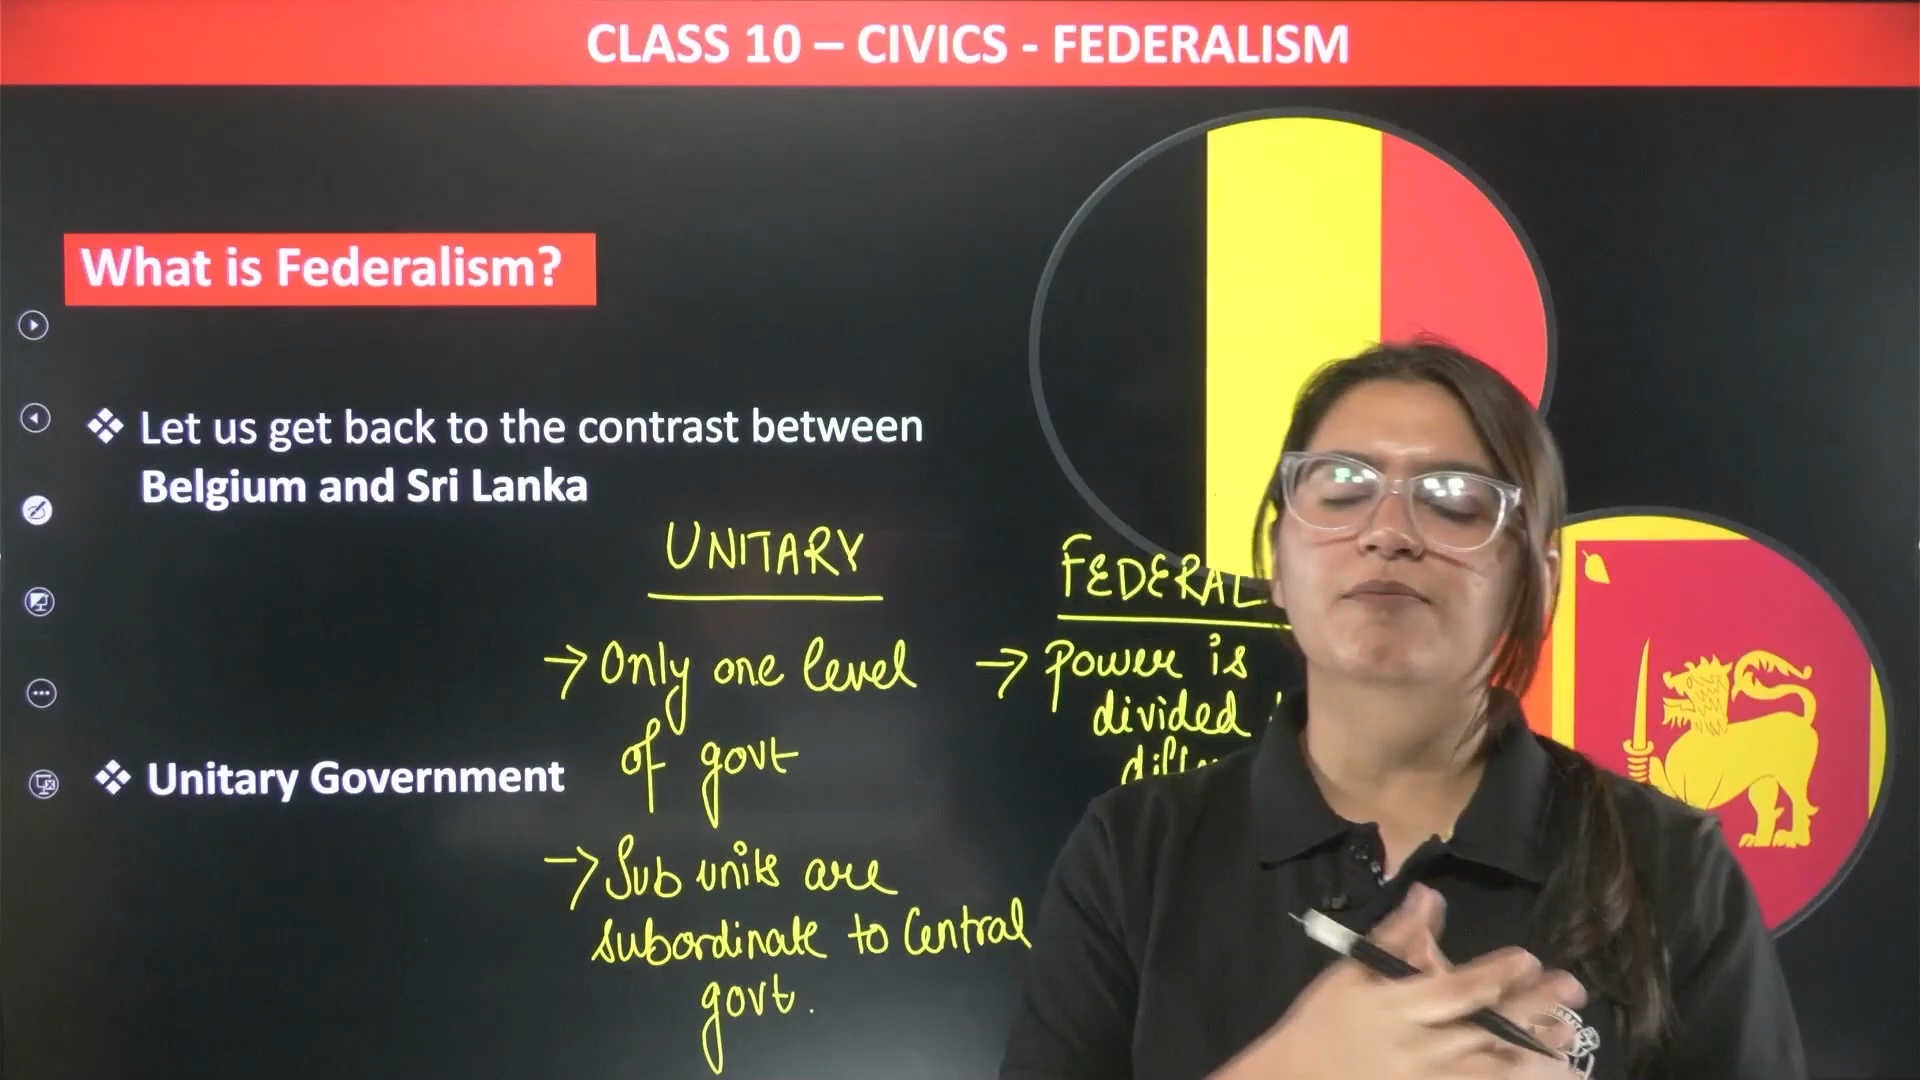 CLASS 10 – CIVICS - FEDERALISM
What is Federalism?
❖ Let us get back to the contrast between
Belgium and Sri Lanka
❖ Unitary Government
UNITARY
→ Only one level
of govt
→ Sub units are
subordinate to Central
govt.
FEDERAL
→ power is
divided